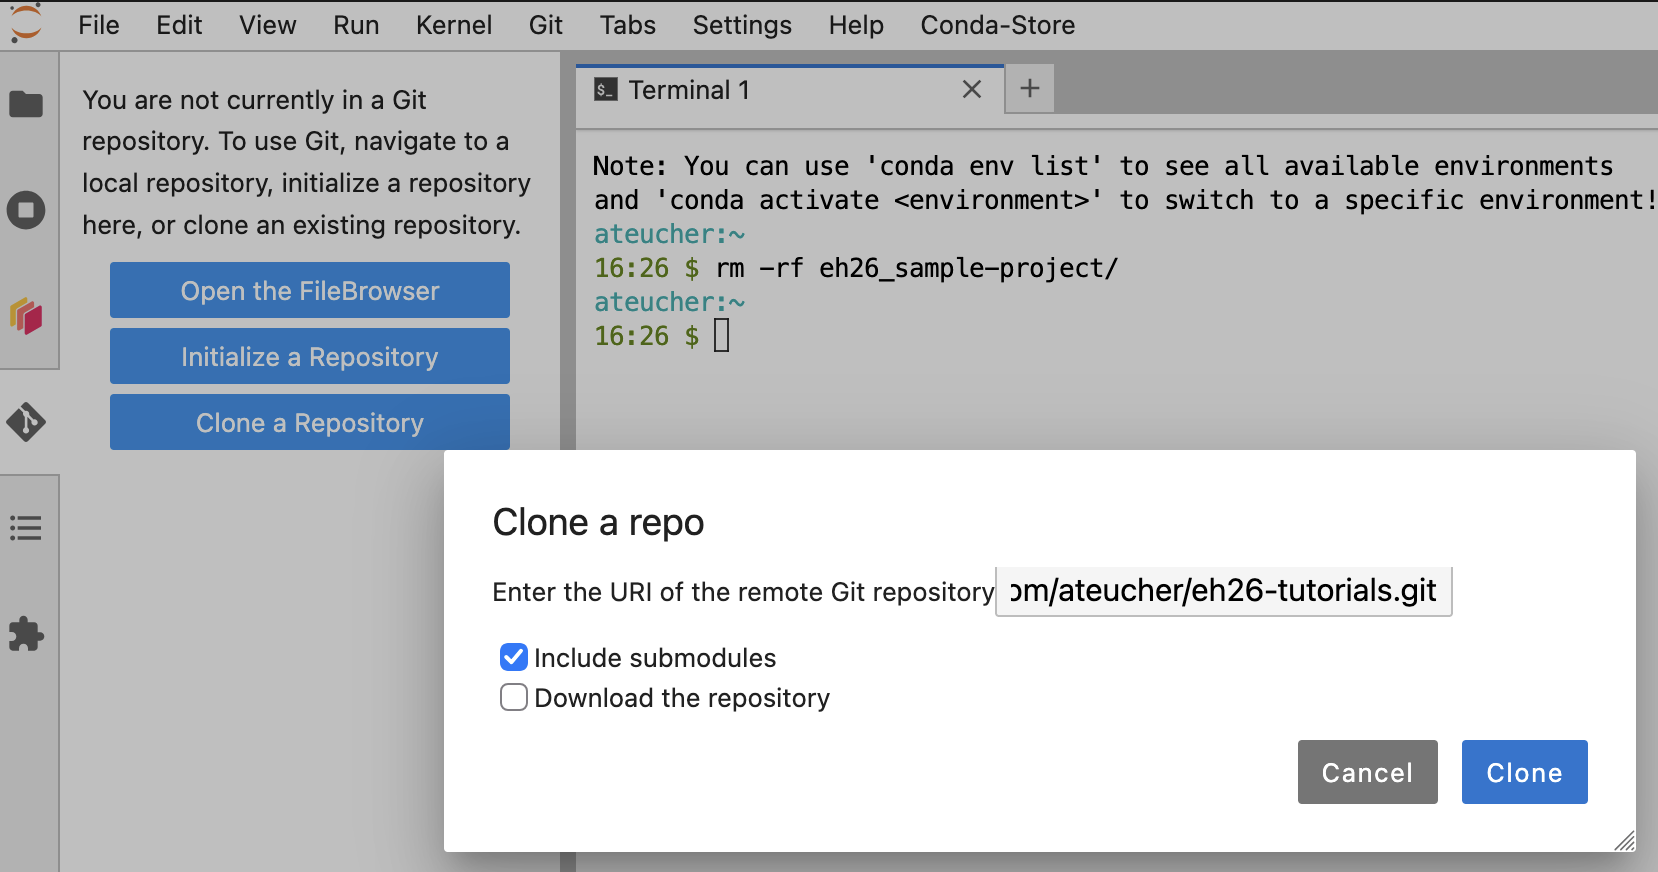 File Edit View Run Kernel Git Tabs Settings Help Conda-Store
You are not currently in a Git
repository. To use Git, navigate to a
local repository, initialize a repository
here, or clone an existing repository.
Open the FileBrowser
Initialize a Repository
Clone a Repository
$_ Terminal 1
Note: You can use 'conda env list' to see all available environments
and 'conda activate <environment>' to switch to a specific environment!
ateucher:~
16:26 $ rm -rf eh26_sample-project/
ateucher:~
16:26 $
Clone a repo
Enter the URI of the remote Git repository om/ateucher/eh26-tutorials.git
Include submodules
Download the repository
Cancel Clone